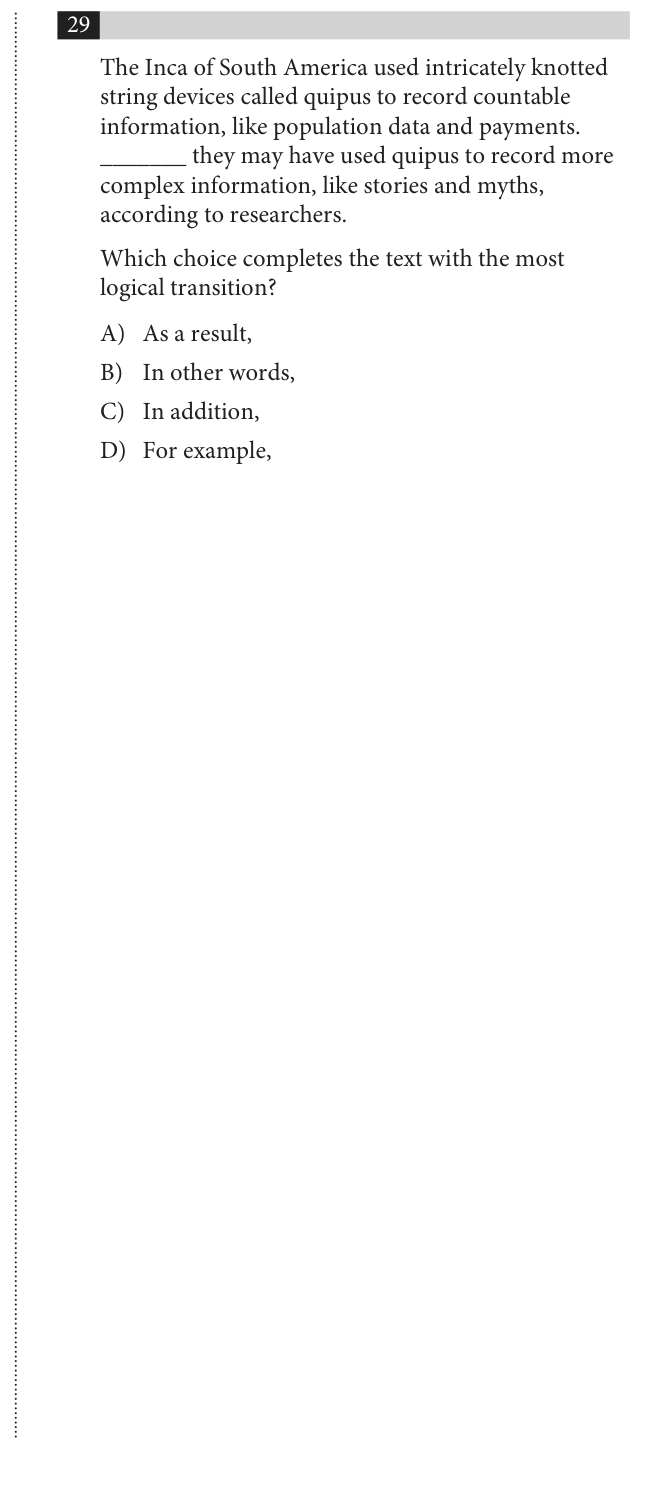 29
The Inca of South America used intricately knotted
string devices called quipus to record countable
information, like population data and payments.
_______ they may have used quipus to record more
complex information, like stories and myths,
according to researchers.
Which choice completes the text with the most
logical transition?
A) As a result,
B) In other words,
C) In addition,
D) For example,